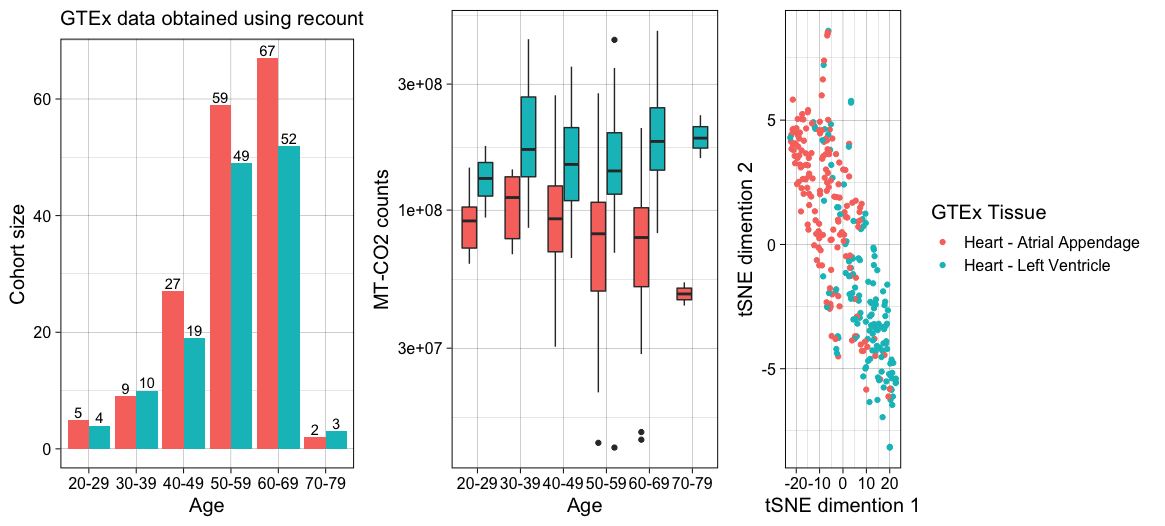 GTEx data obtained using recount
Cohort size
60
40
20
0
5
4
9
10
27
19
59
49
67
52
2
3
20-29 30-39 40-49 50-59 60-69 70-79
Age
MT-CO2 counts
3e+08
1e+08
3e+07
20-29 30-39 40-49 50-59 60-69 70-79
Age
tSNE dimention 2
5
0
-5
-20 -10 0 10 20
tSNE dimention 1
GTEx Tissue
Heart - Atrial Appendage
Heart - Left Ventricle